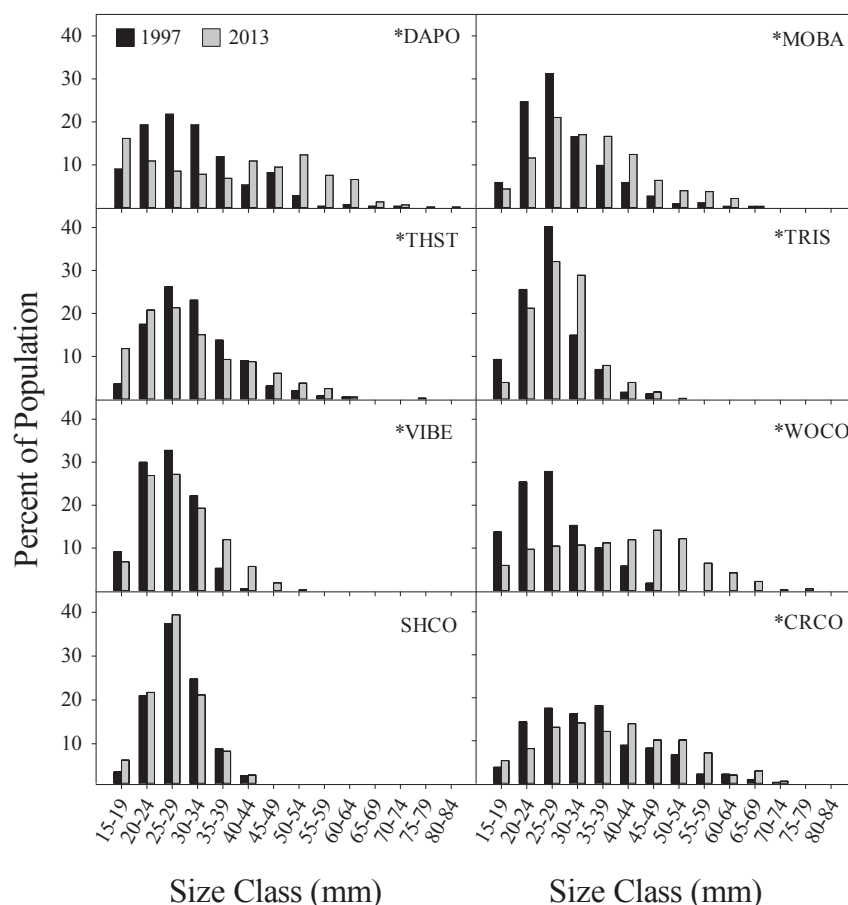 1997 2013
*DAPO
*MOBA
40
30
20
10
*THST
*TRIS
40
30
20
10
*VIBE
*WOCO
40
30
20
10
SHCO
*CRCO
40
30
20
10
Percent of Population
15-19 20-24 25-29 30-34 35-39 40-44 45-49 50-54 55-59 60-64 65-69 70-74 75-79 80-84
15-19 20-24 25-29 30-34 35-39 40-44 45-49 50-54 55-59 60-64 65-69 70-74 75-79 80-84
Size Class (mm)
Size Class (mm)